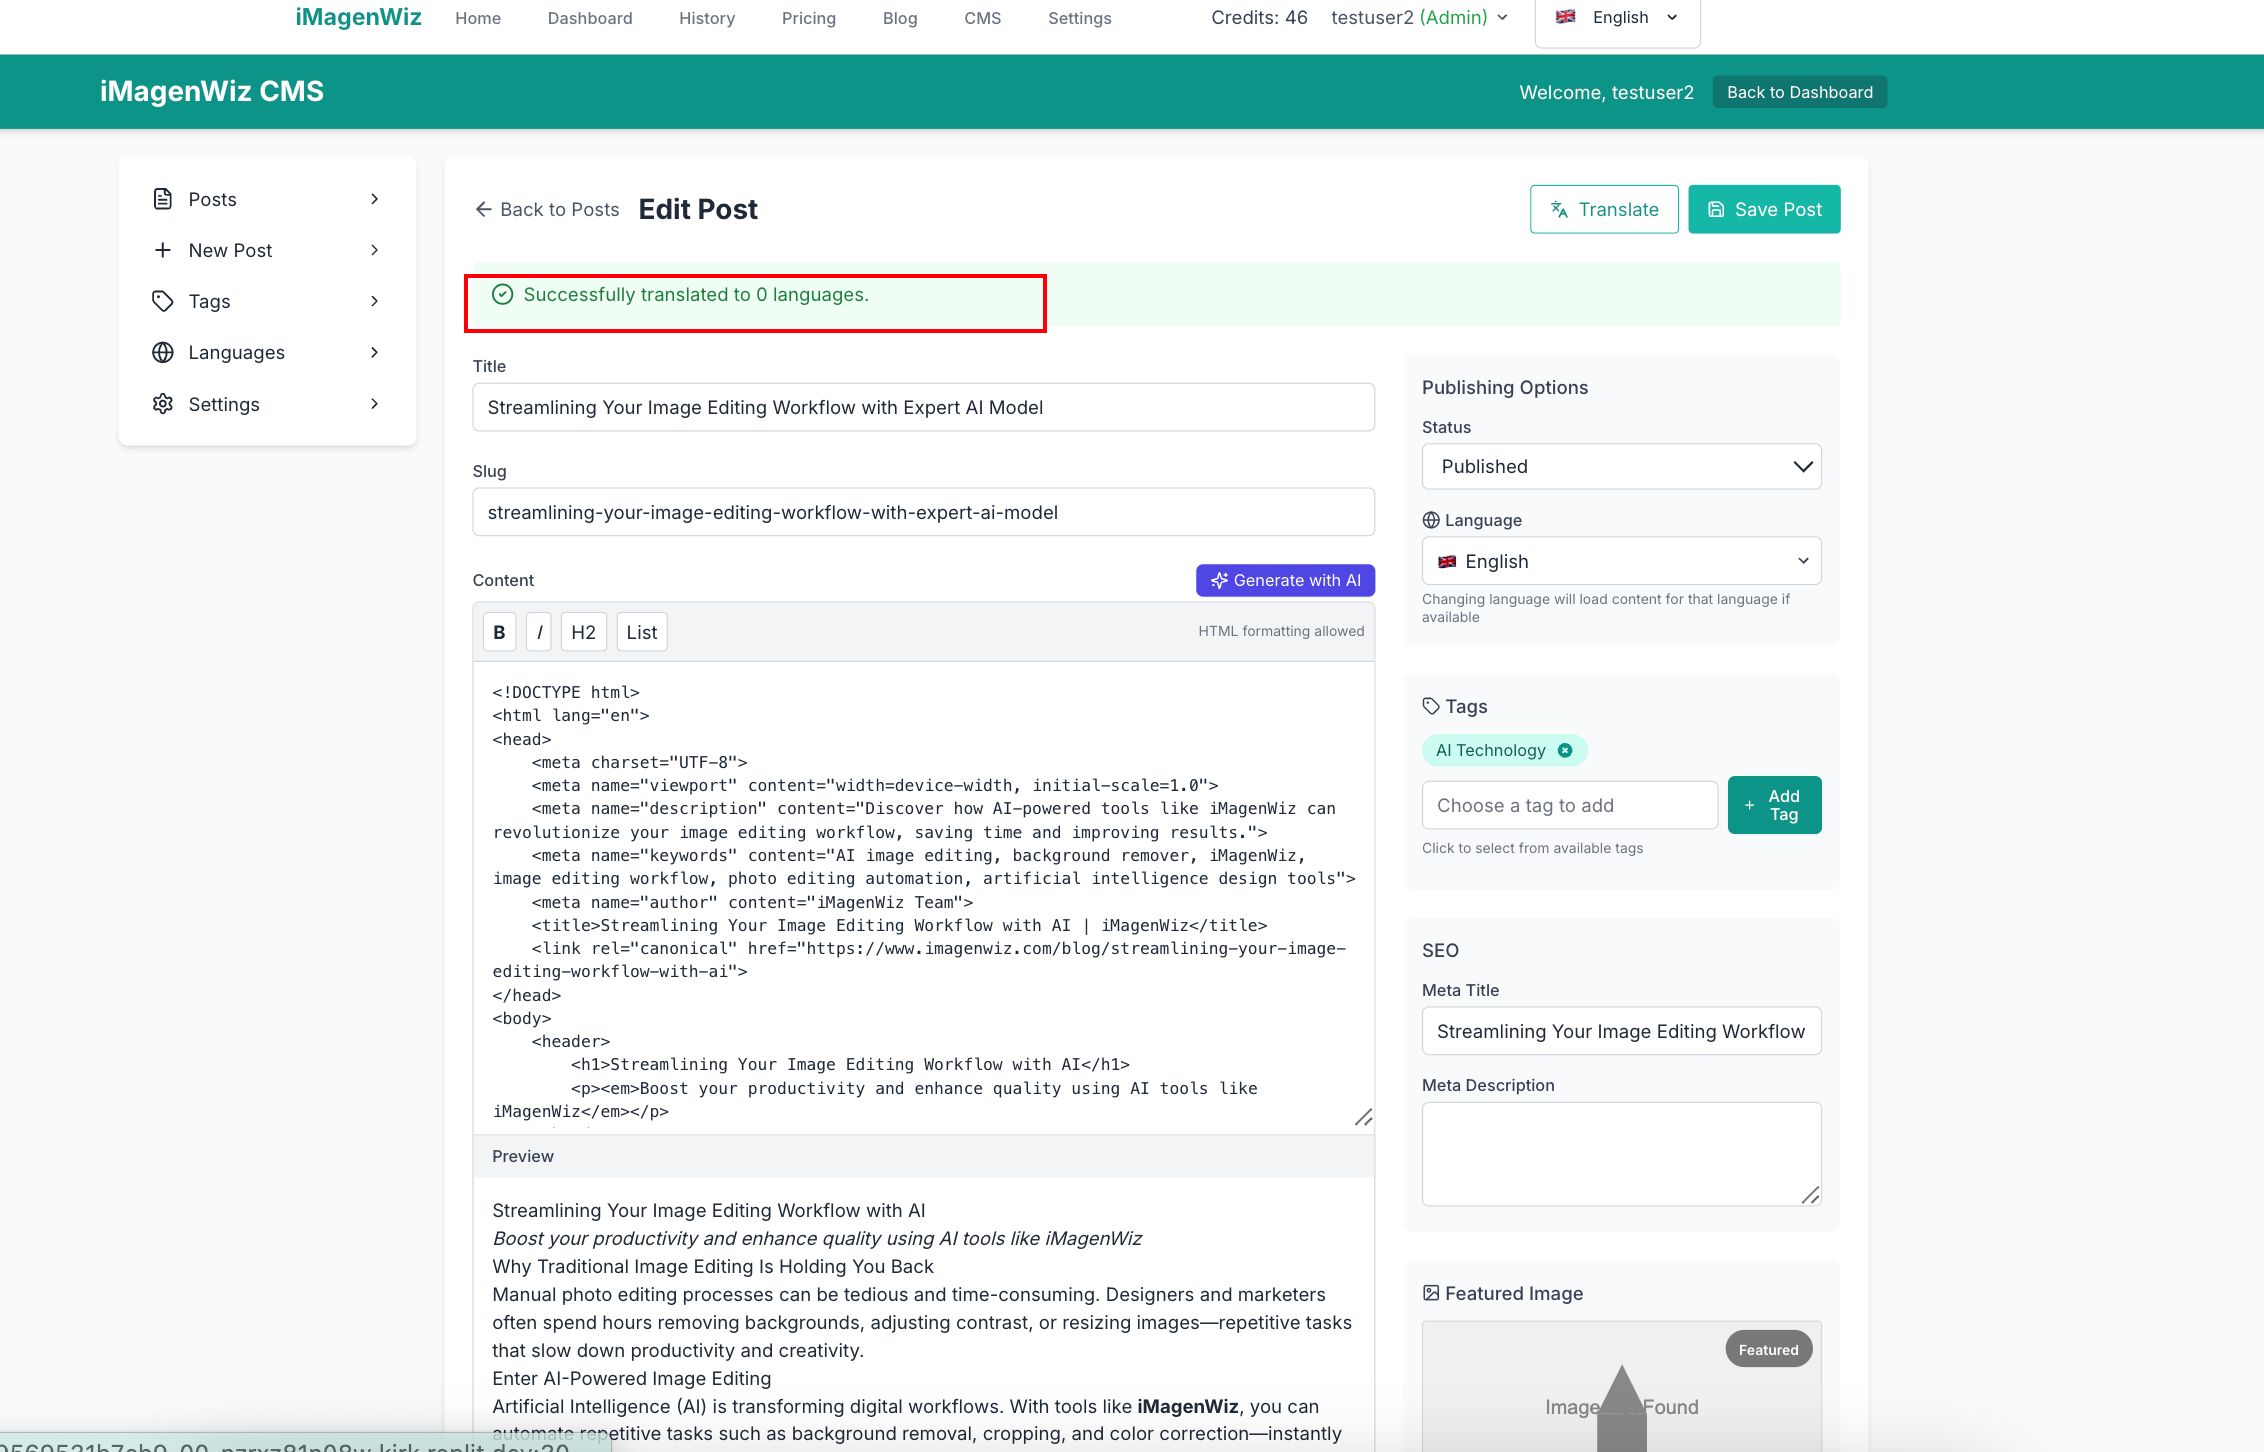 iMagenWiz Home Dashboard History Pricing Blog CMS Settings Credits: 46 testuser2 (Admin) English
iMagenWiz CMS Welcome, testuser2 Back to Dashboard
Posts
New Post
Tags
Languages
Settings
Back to Posts Edit Post Translate Save Post
Successfully translated to 0 languages.
Title
Streamlining Your Image Editing Workflow with Expert AI Model
Slug
streamlining-your-image-editing-workflow-with-expert-ai-model
Content Generate with AI
B I H2 List HTML formatting allowed
<!DOCTYPE html>
<html lang="en">
<head>
<meta charset="UTF-8">
<meta name="viewport" content="width=device-width, initial-scale=1.0">
<meta name="description" content="Discover how AI-powered tools like iMagenWiz can
revolutionize your image editing workflow, saving time and improving results.">
<meta name="keywords" content="AI image editing, background remover, iMagenWiz,
image editing workflow, photo editing automation, artificial intelligence design tools">
<meta name="author" content="iMagenWiz Team">
<title>Streamlining Your Image Editing Workflow with AI | iMagenWiz</title>
<link rel="canonical" href="https://www.imagenwiz.com/blog/streamlining-your-image-
editing-workflow-with-ai">
</head>
<body>
<header>
<h1>Streamlining Your Image Editing Workflow with AI</h1>
<p><em>Boost your productivity and enhance quality using AI tools like
iMagenWiz</em></p>
Preview
Streamlining Your Image Editing Workflow with AI
Boost your productivity and enhance quality using AI tools like iMagenWiz
Why Traditional Image Editing Is Holding You Back
Manual photo editing processes can be tedious and time-consuming. Designers and marketers
often spend hours removing backgrounds, adjusting contrast, or resizing images—repetitive tasks
that slow down productivity and creativity.
Enter AI-Powered Image Editing
Artificial Intelligence (AI) is transforming digital workflows. With tools like iMagenWiz, you can
automate repetitive tasks such as background removal, cropping, and color correction—instantly
Publishing Options
Status
Published
Language
English
Changing language will load content for that language if
available
Tags
AI Technology
Choose a tag to add
+ Add
Tag
Click to select from available tags
SEO
Meta Title
Streamlining Your Image Editing Workflow
Meta Description
Featured Image
Featured
Image Found